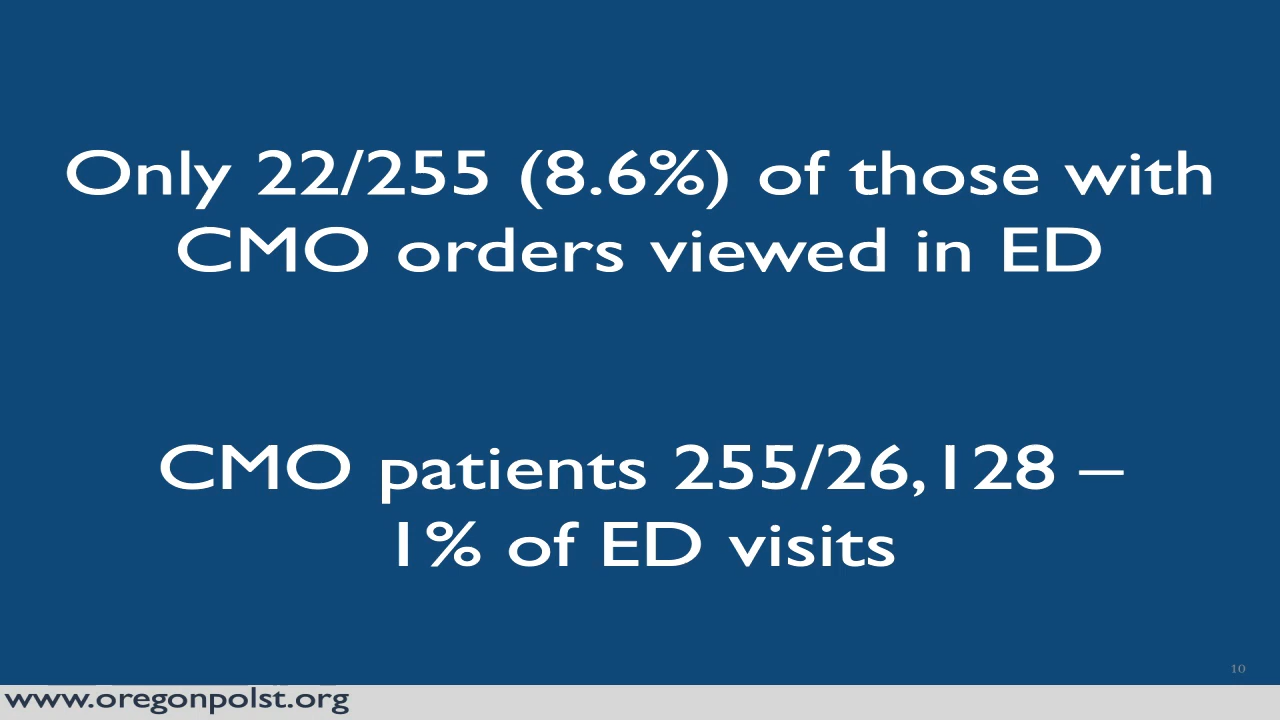 Only 22/255 (8.6%) of those with
CMO orders viewed in ED
CMO patients 255/26,128 –
1% of ED visits
10
www.oregonpolst.org